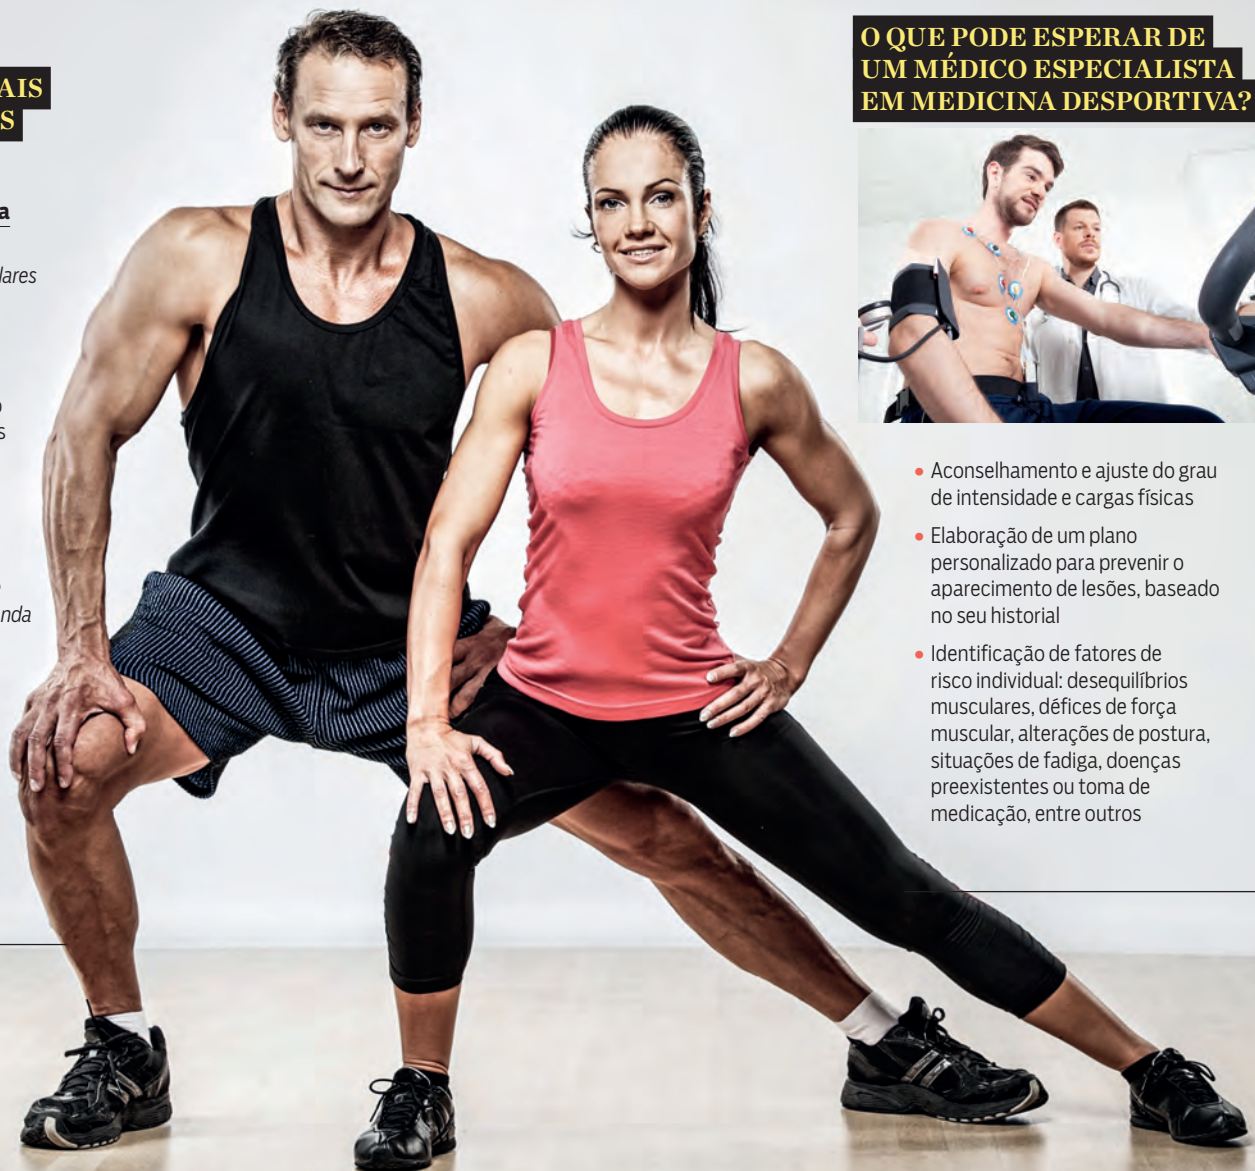 AIS
S
a
lares
o
s
nda
O QUE PODE ESPERAR DE
UM MÉDICO ESPECIALISTA
EM MEDICINA DESPORTIVA?
• Aconselhamento e ajuste do grau
de intensidade e cargas físicas
• Elaboração de um plano
personalizado para prevenir o
aparecimento de lesões, baseado
no seu historial
• Identificação de fatores de
risco individual: desequilíbrios
musculares, défices de força
muscular, alterações de postura,
situações de fadiga, doenças
preexistentes ou toma de
medicação, entre outros